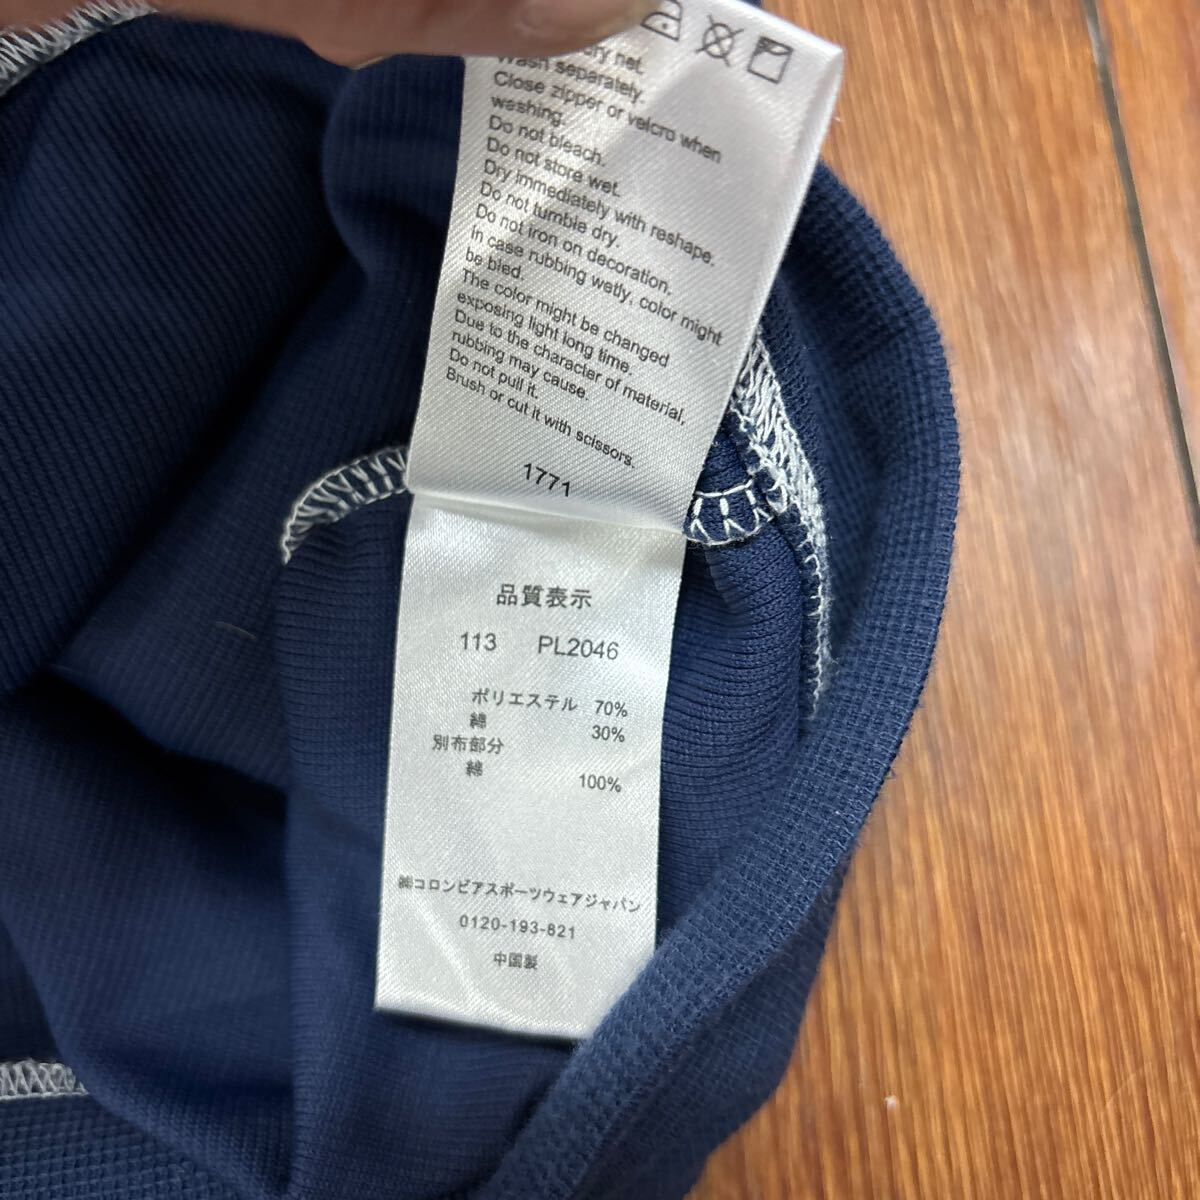 net.
Wash separately.
Close zipper or velcro when
washing.
Do not bleach.
Do not store wet.
Dry immediately with reshape.
Do not tumble dry.
Do not iron on decoration.
In case rubbing wetly, color might
be bled.
The color might be changed
exposing light long time.
Due to the character of material,
rubbing may cause.
Do not pull it.
Brush or cut it with scissors.
1771
品質表示
113 PL2046
ポリエステル 70%
綿 30%
別布部分
綿 100%
㈱コロンビアスポーツウェアジャパン
0120-193-821
中国製